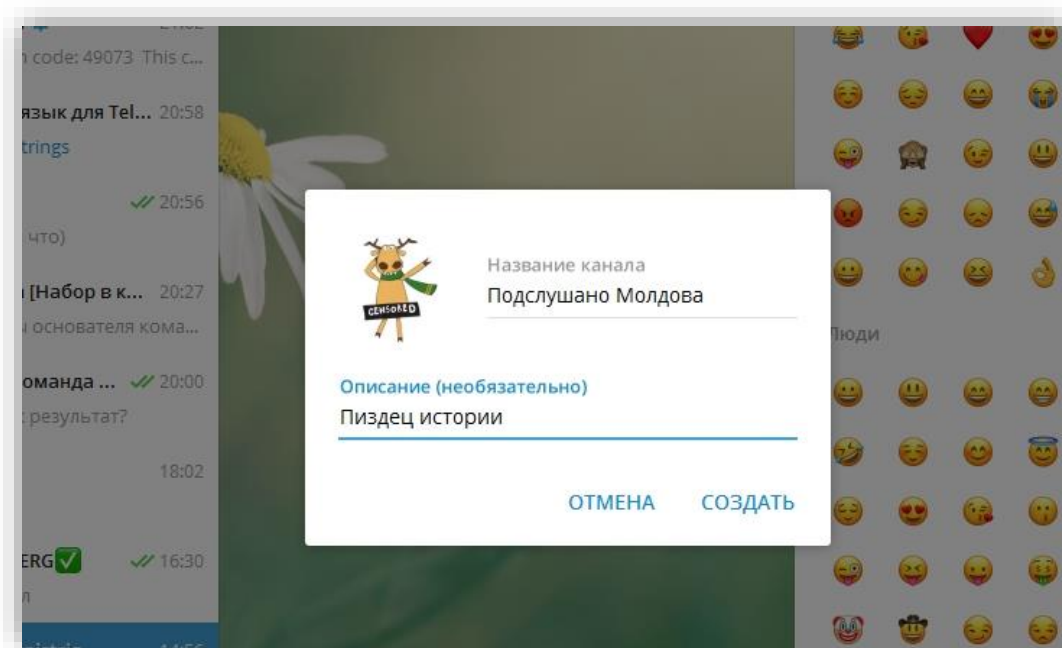 code: 49073 This c...
язык для Tel... 20:58
trings
20:56
что)
[Набор в к... 20:27
основателя кома...
оманда ... 20:00
результат?
18:02
ERG 16:30
CENSORED
Название канала
Подслушано Молдова
Описание (необязательно)
Пиздец истории
ОТМЕНА СОЗДАТЬ
Люди